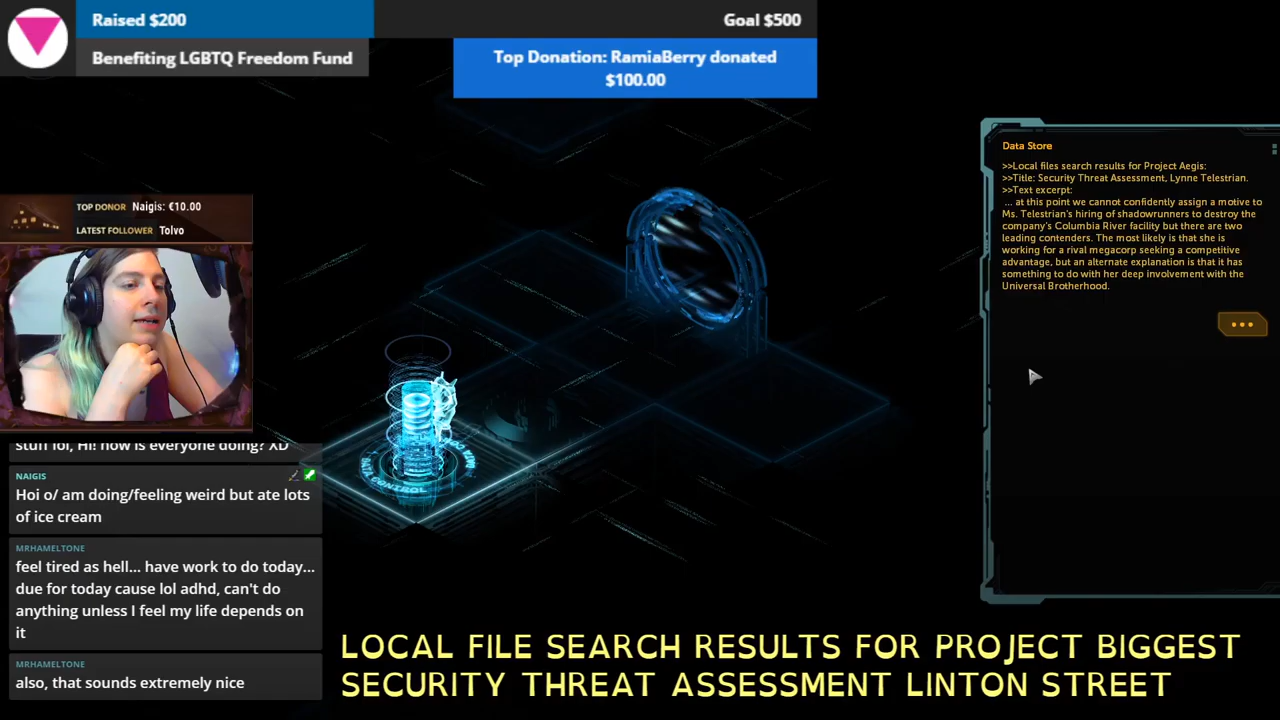 Raised $200
Goal $500
Benefiting LGBTQ Freedom Fund
Top Donation: RamiaBerry donated
$100.00
Data Store
>>Local files search results for Project Aegis:
>>Title: Security Threat Assessment, Lynne Telestrian.
>>Text excerpt:
... at this point we cannot confidently assign a motive to
Ms. Telestrian's hiring of shadowrunners to destroy the
company's Columbia River facility but there are two
leading contenders. The most likely is that she is
working for a rival megacorp seeking a competitive
advantage, but an alternate explanation is that it has
something to do with her deep involvement with the
Universal Brotherhood.
TOP DONOR Naigis: €10.00
LATEST FOLLOWER Tolvo
stuff lol, Hi! how is everyone doing? XD
NAIGIS
Hoi o/ am doing/feeling weird but ate lots
of ice cream
MRHAMELTONE
feel tired as hell... have work to do today...
due for today cause lol adhd, can't do
anything unless I feel my life depends on
it
MRHAMELTONE
also, that sounds extremely nice
CONTROL
LOCAL FILE SEARCH RESULTS FOR PROJECT BIGGEST
SECURITY THREAT ASSESSMENT LINTON STREET